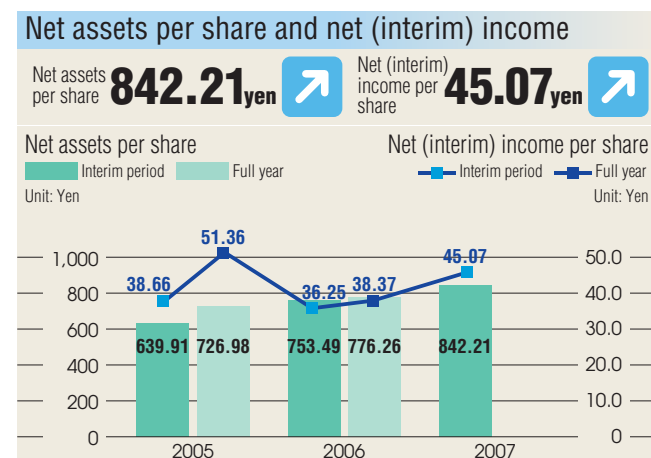 Net assets per share and net (interim) income
Net assets
per share
842.21yen
Net (interim)
income per
share
45.07yen
Net assets per share
Interim period Full year
Unit: Yen
Net (interim) income per share
Interim period Full year
Unit: Yen
1,000
800
600
400
200
0
50.0
40.0
30.0
20.0
10.0
0
38.66
51.36
36.25
38.37
45.07
639.91
726.98
753.49
776.26
842.21
2005
2006
2007